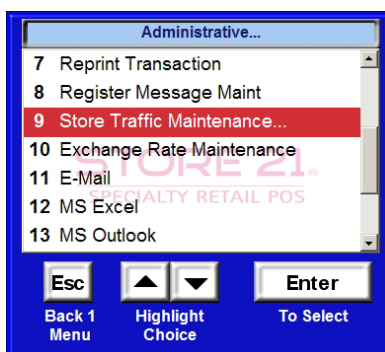 Administrative...
7 Reprint Transaction
8 Register Message Maint
9 Store Traffic Maintenance...
10 Exchange Rate Maintenance
STORE 21®
11 E-Mail
SPECIALTY RETAIL POS
12 MS Excel
13 MS Outlook
Esc Enter
Back 1 Highlight To Select
Menu Choice